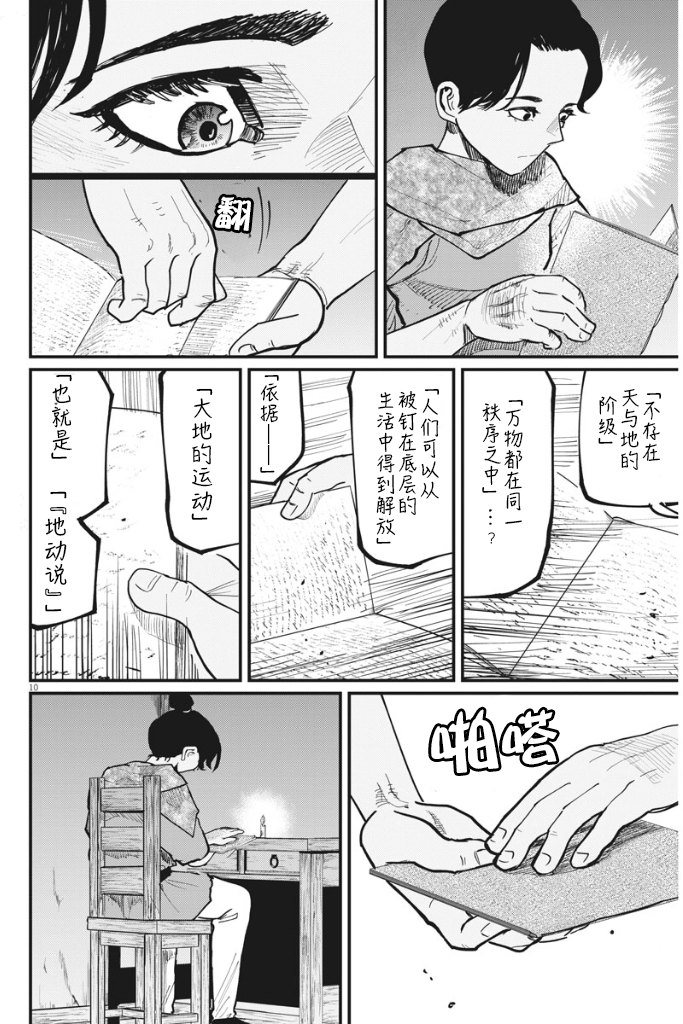 翻
「不存在
天与地的
阶级」
「万物都在同一
秩序之中」…?
「人们可以从
被钉在底层的
生活中得到解放」
「依据——」
「大地的运动」
「也就是」
「『地动说』」
10
啪嗒